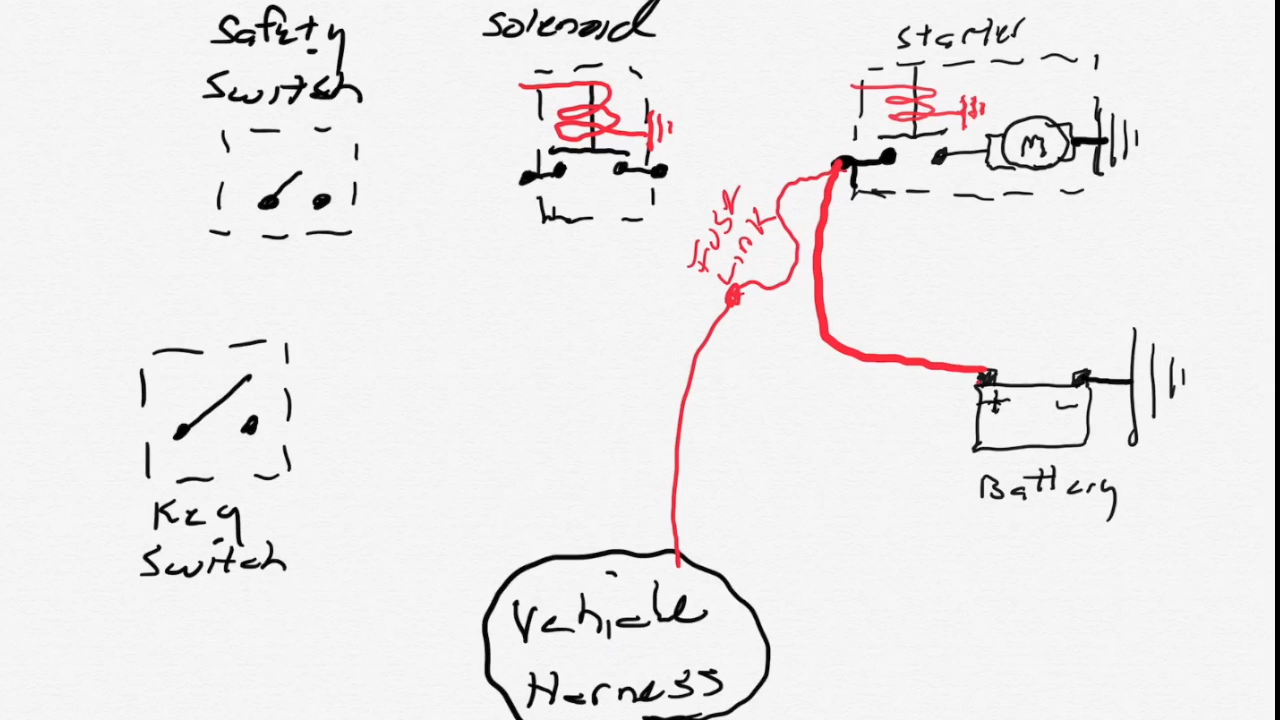 Safety
Switch
Solenoid
Starter
M
Fuse
Link
+ -
Battery
Key
Switch
Vehicle
Harness